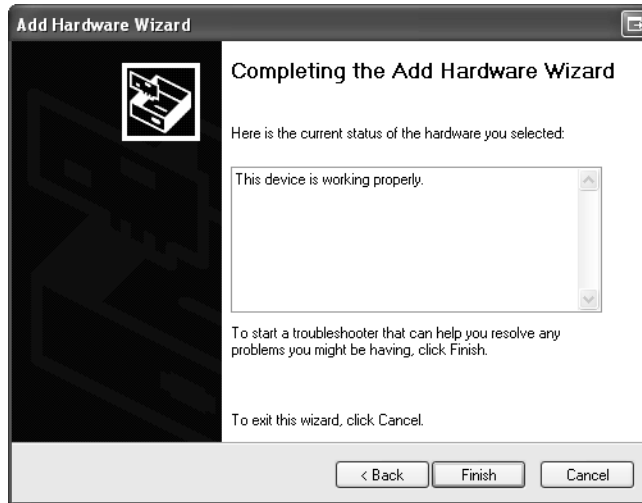 Add Hardware Wizard
Completing the Add Hardware Wizard
Here is the current status of the hardware you selected:
This device is working properly.
To start a troubleshooter that can help you resolve any
problems you might be having, click Finish.
To exit this wizard, click Cancel.
< Back
Finish
Cancel